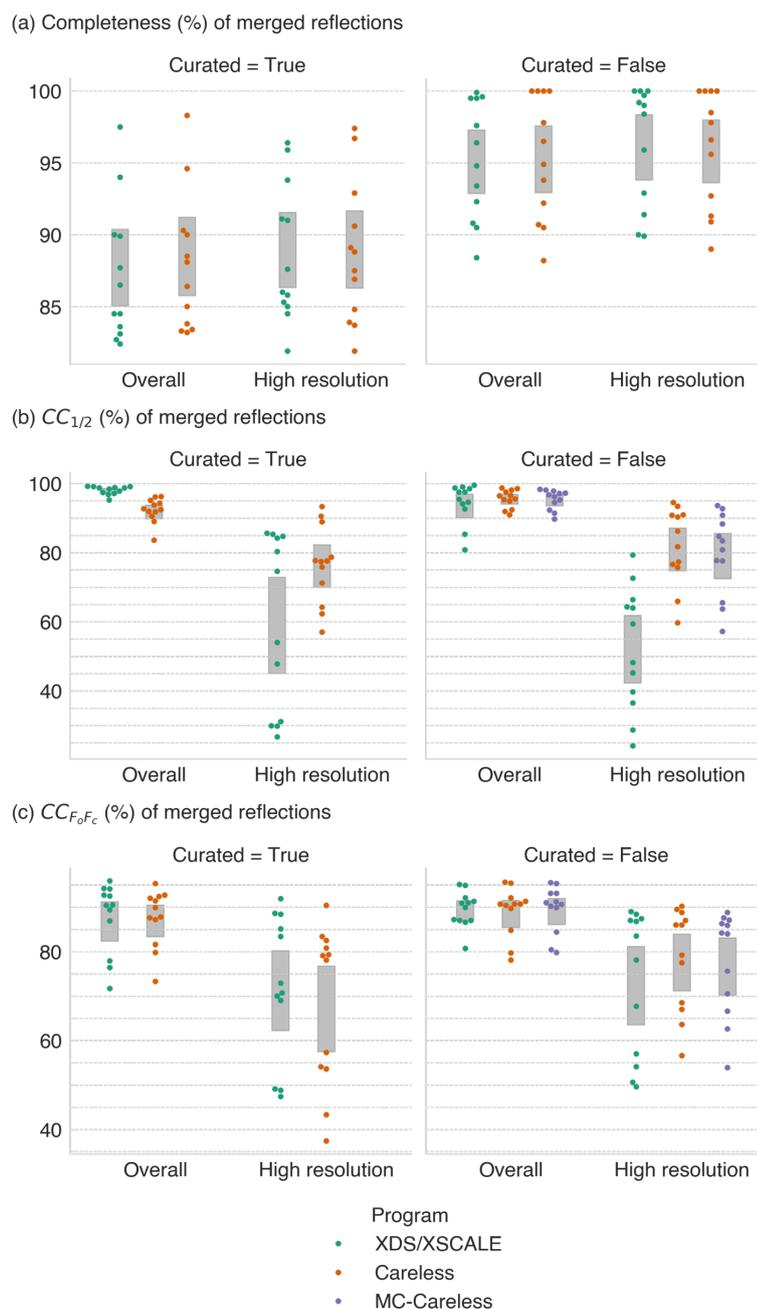 (a) Completeness (%) of merged reflections
Curated = True
Curated = False
100
95
90
85
Overall
High resolution
Overall
High resolution
(b) CC1/2 (%) of merged reflections
Curated = True
Curated = False
100
80
60
40
Overall
High resolution
Overall
High resolution
(c) CCFoFc (%) of merged reflections
Curated = True
Curated = False
80
60
40
Overall
High resolution
Overall
High resolution
Program
XDS/XSCALE
Careless
MC-Careless